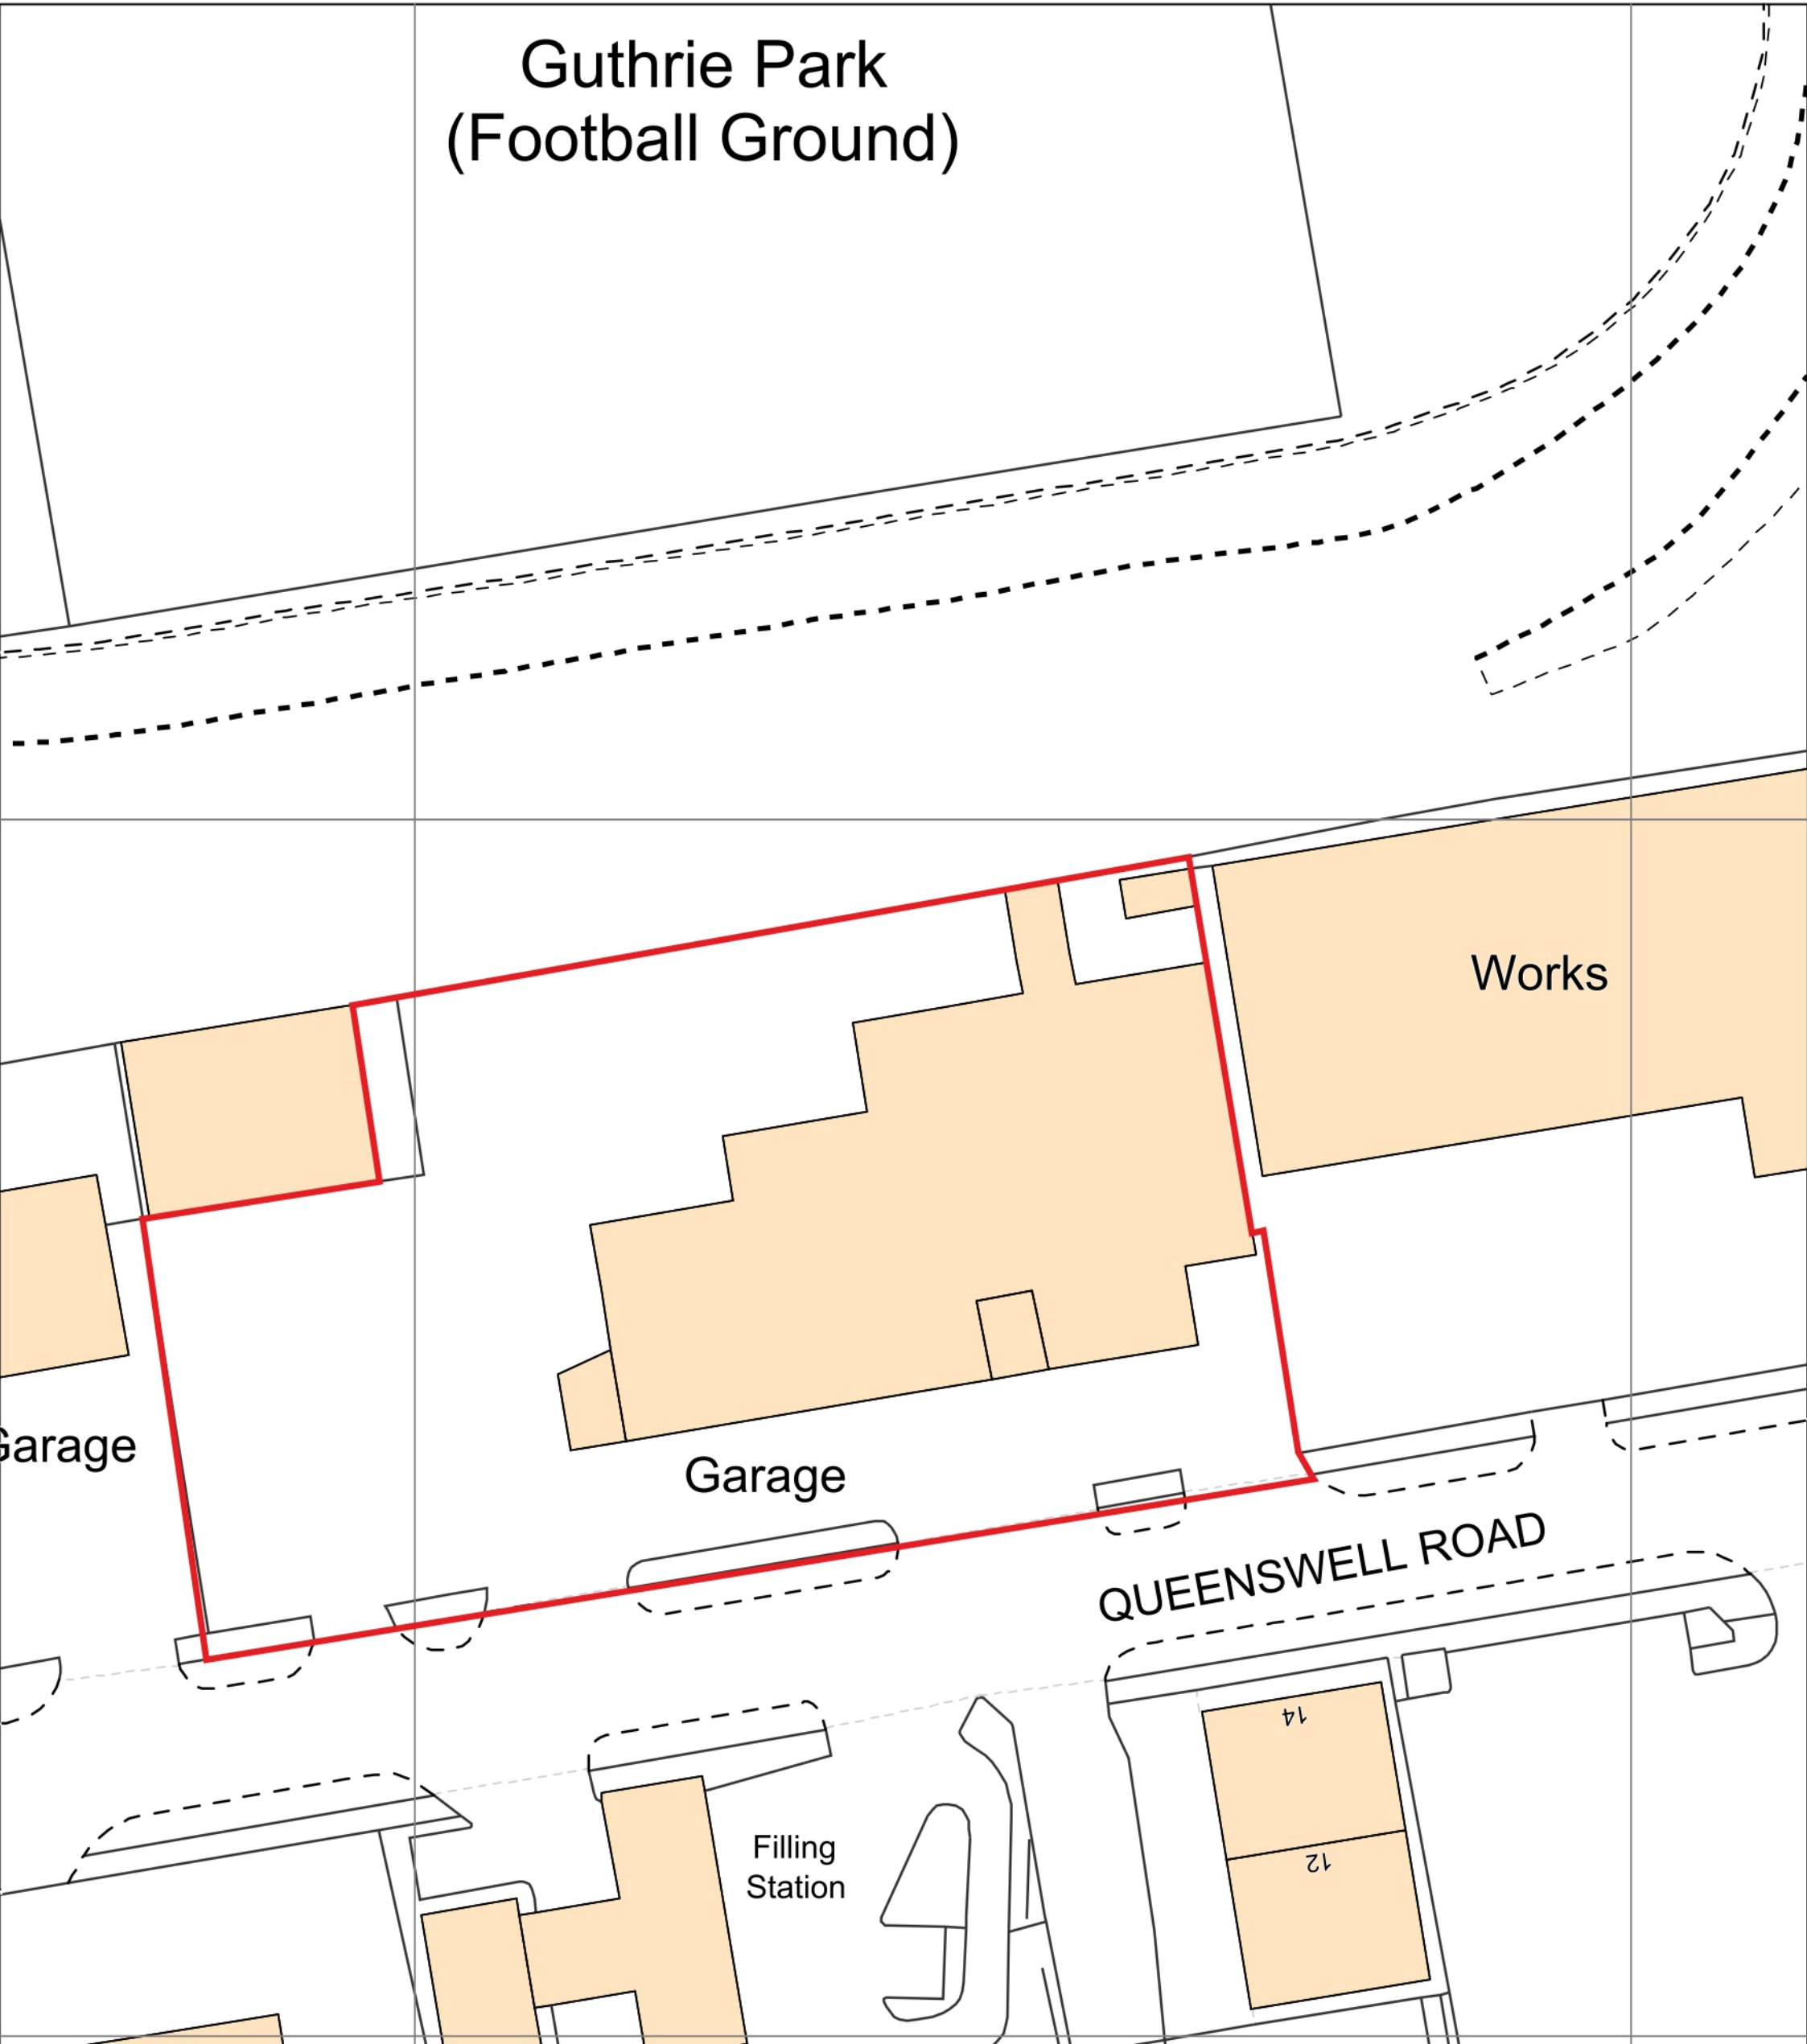 Guthrie Park
(Football Ground)
Works
Garage
Garage
QUEENSWELL ROAD
14
12
Filling
Station